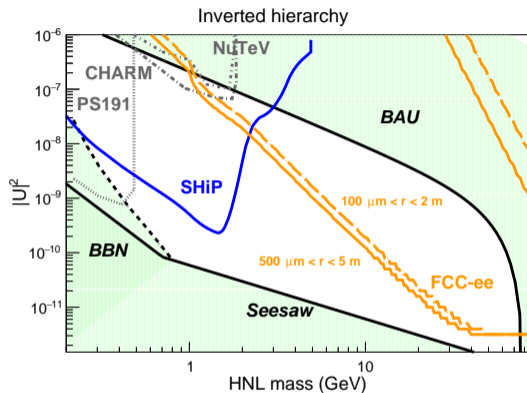 Inverted hierarchy
|U|²
10⁻⁶
10⁻⁷
10⁻⁸
10⁻⁹
10⁻¹⁰
10⁻¹¹
NuTeV
CHARM
PS191
BAU
SHiP
100 μm < r < 2 m
BBN
500 μm < r < 5 m
FCC-ee
Seesaw
1
10
HNL mass (GeV)